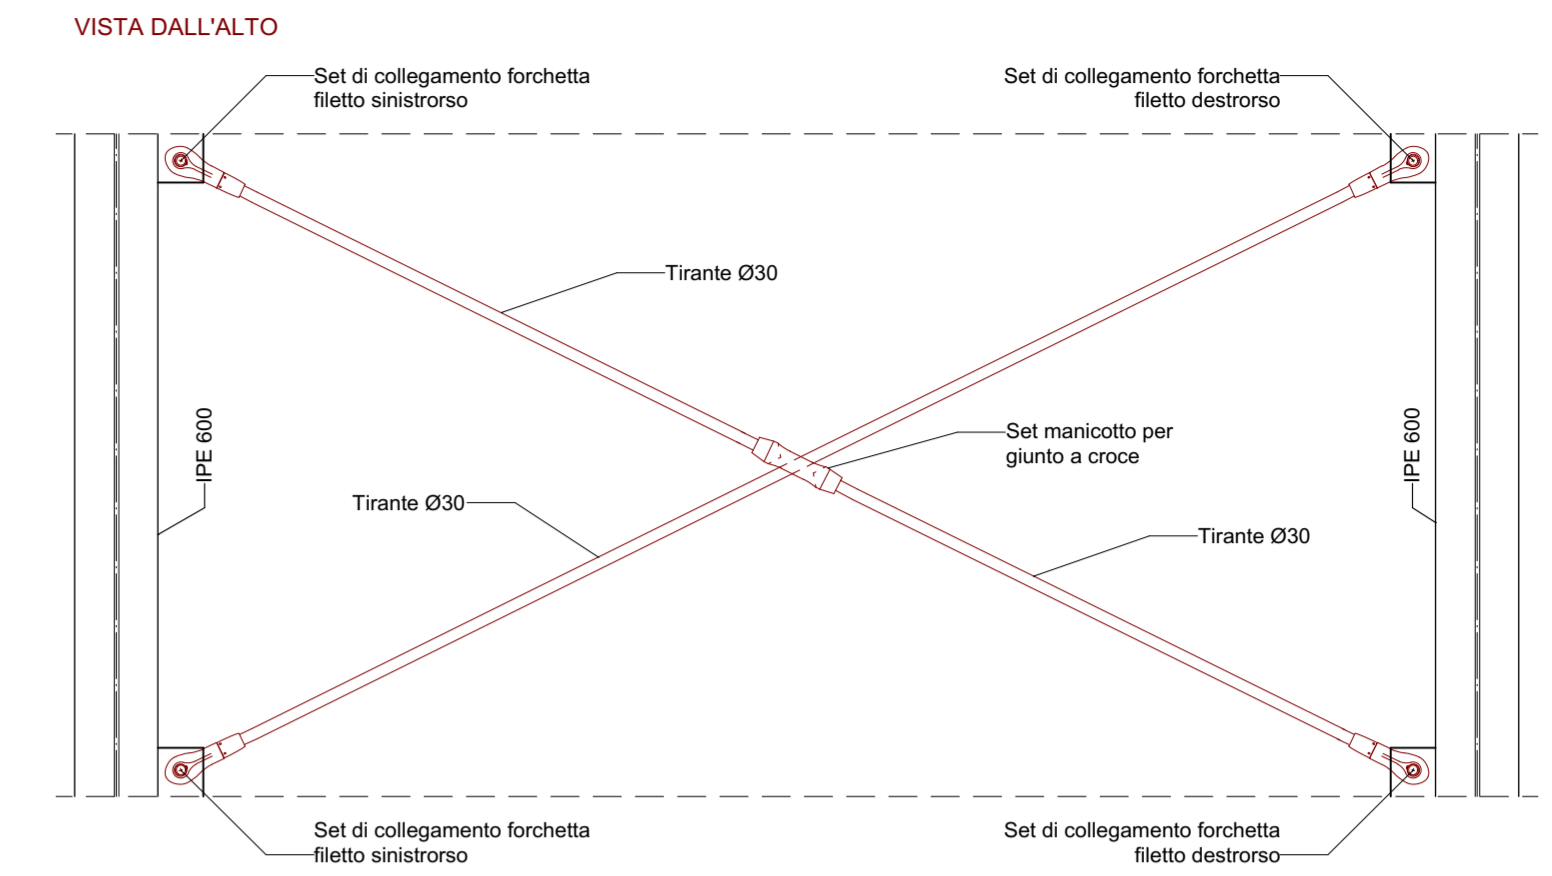 VISTA DALL'ALTO
Set di collegamento forchetta
filetto sinistrorso
Set di collegamento forchetta
filetto destrorso
Tirante Ø30
IPE 600
IPE 600
Set manicotto per
giunto a croce
Tirante Ø30
Tirante Ø30
Set di collegamento forchetta
filetto sinistrorso
Set di collegamento forchetta
filetto destrorso